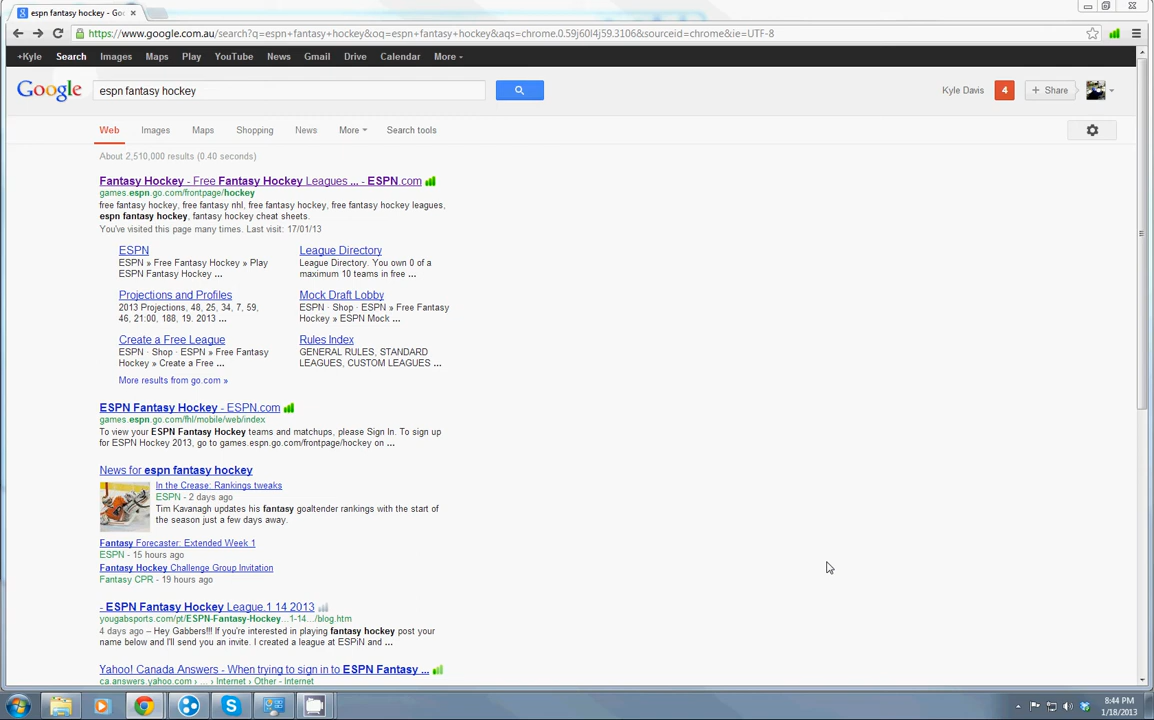 espn fantasy hockey - Go ×
https://www.google.com.au/search?q=espn+fantasy+hockey&oq=espn+fantasy+hockey&aqs=chrome.0.59j60l4j59.3106&sourceid=chrome&ie=UTF-8
+Kyle Search Images Maps Play YouTube News Gmail Drive Calendar More
Google espn fantasy hockey Kyle Davis 4 + Share
Web Images Maps Shopping News More Search tools
About 2,510,000 results (0.40 seconds)
Fantasy Hockey - Free Fantasy Hockey Leagues ... - ESPN.com
games.espn.go.com/frontpage/hockey
free fantasy hockey, free fantasy nhl, free fantasy hockey, free fantasy hockey leagues,
espn fantasy hockey, fantasy hockey cheat sheets.
You've visited this page many times. Last visit: 17/01/13
ESPN
ESPN » Free Fantasy Hockey » Play
ESPN Fantasy Hockey ...
League Directory
League Directory. You own 0 of a
maximum 10 teams in free ...
Projections and Profiles
2013 Projections, 48, 25, 34, 7, 59,
46, 21:00, 188, 19. 2013 ...
Mock Draft Lobby
ESPN · Shop · ESPN » Free Fantasy
Hockey » ESPN Mock ...
Create a Free League
ESPN · Shop · ESPN » Free Fantasy
Hockey » Create a Free ...
Rules Index
GENERAL RULES, STANDARD
LEAGUES, CUSTOM LEAGUES ...
More results from go.com »
ESPN Fantasy Hockey - ESPN.com
games.espn.go.com/fhl/mobile/web/index
To view your ESPN Fantasy Hockey teams and matchups, please Sign In. To sign up
for ESPN Hockey 2013, go to games.espn.go.com/frontpage/hockey on ...
News for espn fantasy hockey
In the Crease: Rankings tweaks
ESPN - 2 days ago
Tim Kavanagh updates his fantasy goaltender rankings with the start of
the season just a few days away.
Fantasy Forecaster: Extended Week 1
ESPN - 15 hours ago
Fantasy Hockey Challenge Group Invitation
Fantasy CPR - 19 hours ago
- ESPN Fantasy Hockey League.1 14 2013
yougabsports.com/pt/ESPN-Fantasy-Hockey...1-14.../blog.htm
4 days ago – Hey Gabbers!!! If you're interested in playing fantasy hockey post your
name below and I'll send you an invite. I created a league at ESPiN and ...
Yahoo! Canada Answers - When trying to sign in to ESPN Fantasy ...
ca.answers.yahoo.com › ... › Internet › Other - Internet
8:44 PM
1/18/2013